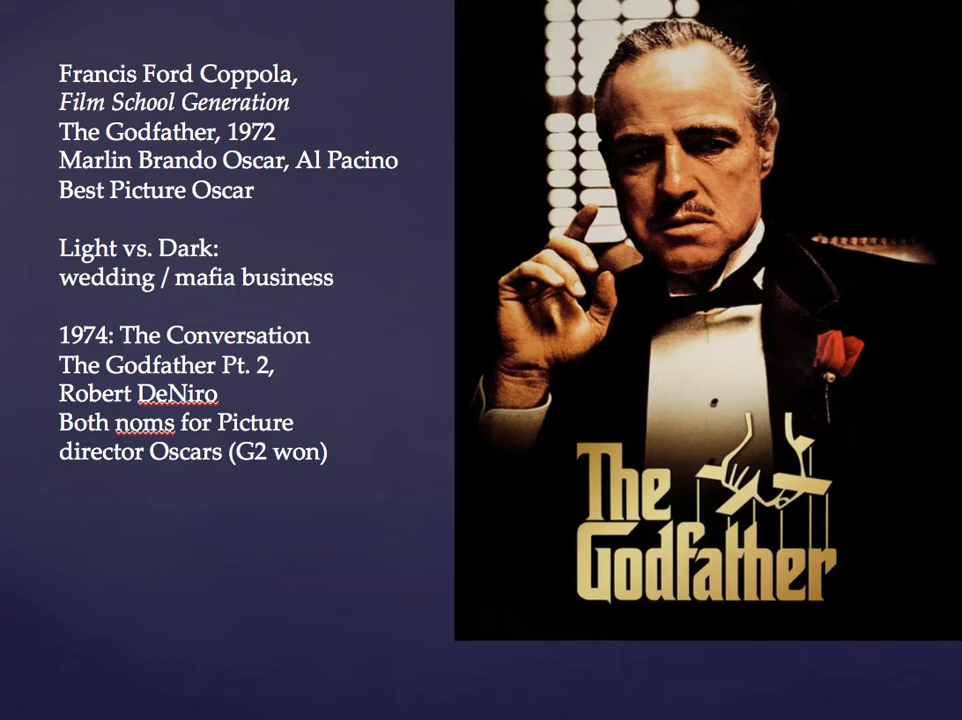 Francis Ford Coppola,
Film School Generation
The Godfather, 1972
Marlin Brando Oscar, Al Pacino
Best Picture Oscar
Light vs. Dark:
wedding / mafia business
1974: The Conversation
The Godfather Pt. 2,
Robert DeNiro
Both noms for Picture
director Oscars (G2 won)
The
Godfather